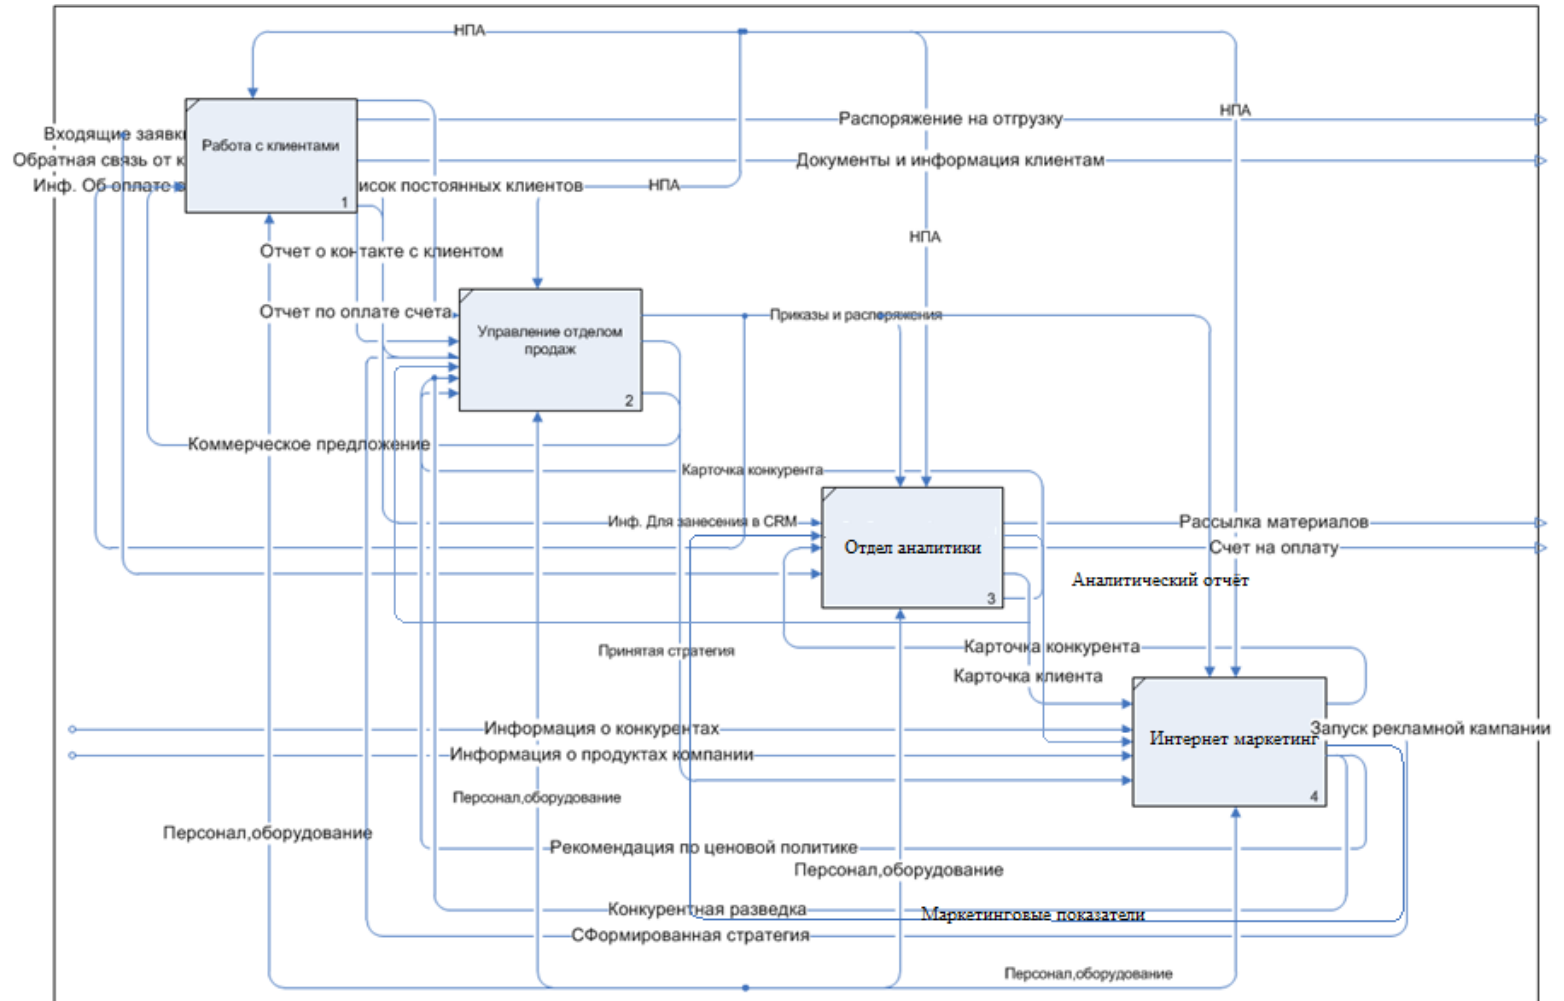 НПА
НПА
Распоряжение на отгрузку
Входящие заявк
Работа с клиентами
Обратная связь от к
Документы и информация клиентам
Инф. Об оплате
исок постоянных клиентов
НПА
1
НПА
Отчет о контакте с клиентом
Отчет по оплате счета
Приказы и распоряжения
Управление отделом
продаж
2
Коммерческое предложение
Карточка конкурента
Инф. Для занесения в CRM
Рассылка материалов
Отдел аналитики
Счет на оплату
Аналитический отчёт
3
Карточка конкурента
Принятая стратегия
Карточка клиента
Информация о конкурентах
Запуск рекламной кампании
Интернет маркетинг
Информация о продуктах компании
4
Персонал,оборудование
Персонал,оборудование
Рекомендация по ценовой политике
Персонал,оборудование
Конкурентная разведка
Маркетинговые показатели
СФормированная стратегия
Персонал,оборудование